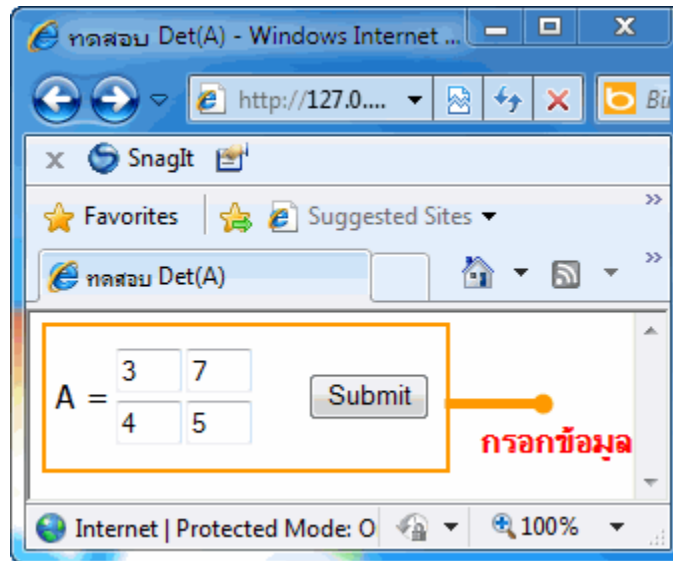 ทดสอบ Det(A) - Windows Internet ...
http://127.0....
x SnagIt
Favorites Suggested Sites
ทดสอบ Det(A)
A =
3 7
4 5
Submit
กรอกข้อมูล
Internet | Protected Mode: O 100%